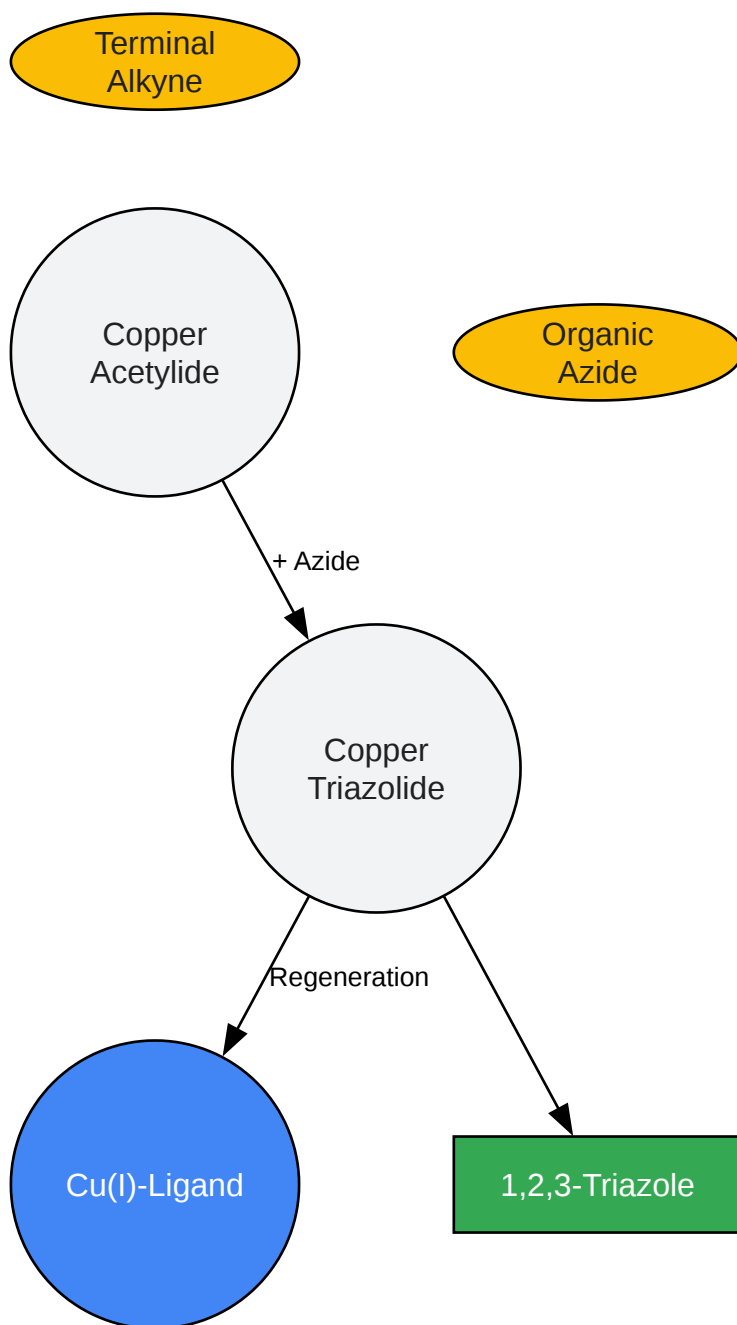 Terminal
Alkyne
Copper
Acetylide
Organic
Azide
+ Azide
Copper
Triazolide
Regeneration
Cu(I)-Ligand
1,2,3-Triazole